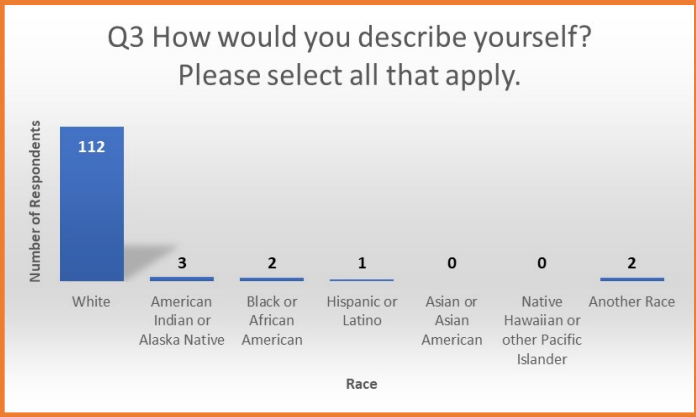 Q3 How would you describe yourself?
Please select all that apply.
Number of Respondents
112
3
2
1
0
0
2
White
American
Indian or
Alaska Native
Black or
African
American
Hispanic or
Latino
Asian or
Asian
American
Native
Hawaiian or
other Pacific
Islander
Another Race
Race